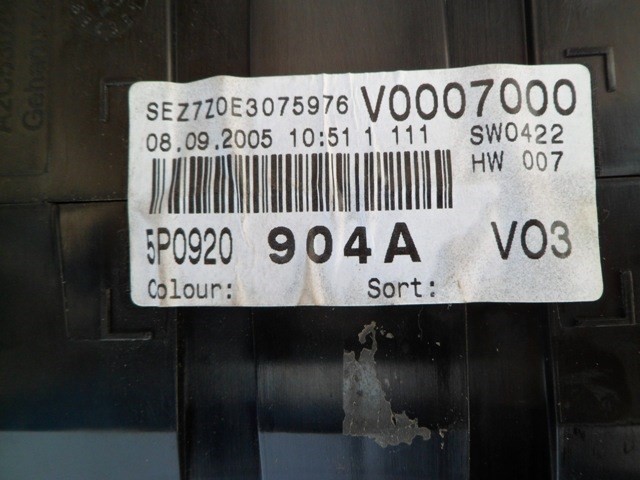 SEZ7Z0E3075976 V0007000
08.09.2005 10:51 1 111 SW0422
HW 007
5P0920 904A V03
Colour: Sort: